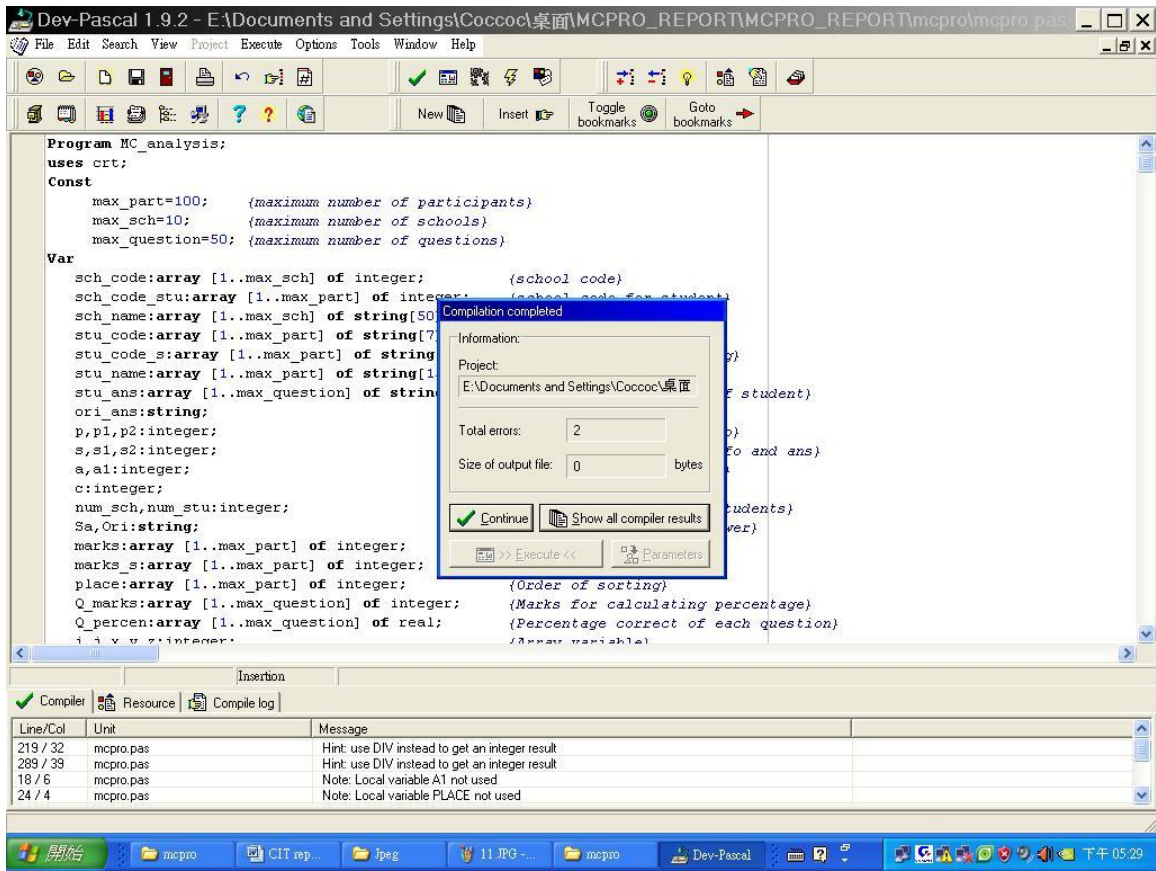 Dev-Pascal 1.9.2 - E:\Documents and Settings\Coccoc\桌面\MCPRO_REPORT\MCPRO_REPORT\mcpro\mcpro.pas
File Edit Search View Project Execute Options Tools Window Help
New Insert Toggle bookmarks Goto bookmarks
Program MC_analysis;
uses crt;
Const
max_part=100; {maximum number of participants}
max_sch=10; {maximum number of schools}
max_question=50; {maximum number of questions}
Var
sch_code:array [1..max_sch] of integer; {school code}
sch_code_stu:array [1..max_part] of integer; {school code for student}
sch_name:array [1..max_sch] of string[50
stu_code:array [1..max_part] of string[7
stu_code_s:array [1..max_part] of string g)
stu_name:array [1..max_part] of string[1
stu_ans:array [1..max_question] of strin f student}
ori_ans:string;
p,p1,p2:integer; o}
s,s1,s2:integer; fo and ans}
a,a1:integer;
c:integer;
num_sch,num_stu:integer; tudents}
Sa,Ori:string; wer}
marks:array [1..max_part] of integer;
marks_s:array [1..max_part] of integer;
place:array [1..max_part] of integer; {Order of sorting}
Q_marks:array [1..max_question] of integer; {Marks for calculating percentage}
Q_percen:array [1..max_question] of real; {Percentage correct of each question}
i,j,x,y,z:integer; {Array variable}
Compilation completed
Information:
Project:
E:\Documents and Settings\Coccoc\桌面
Total errors: 2
Size of output file: 0 bytes
Continue Show all compiler results
>> Execute << Parameters
Insertion
Compiler Resource Compile log
Line/Col Unit Message
219 / 32 mcpro.pas Hint: use DIV instead to get an integer result
289 / 39 mcpro.pas Hint: use DIV instead to get an integer result
18 / 6 mcpro.pas Note: Local variable A1 not used
24 / 4 mcpro.pas Note: Local variable PLACE not used
開始 mcpro CIT rep... Jpeg 11.JPG -... mcpro Dev-Pascal 下午 05:29